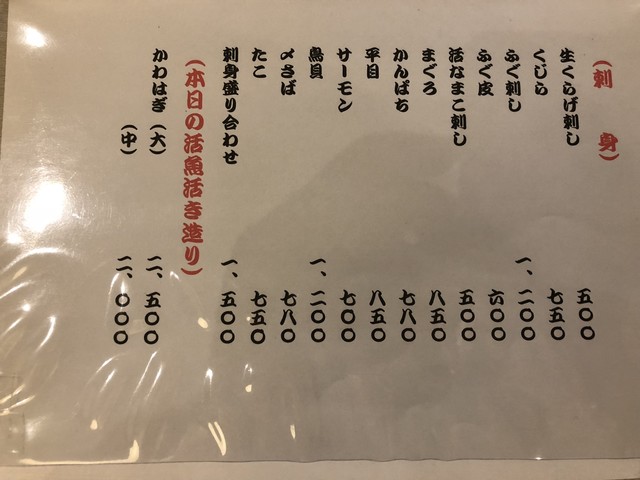 (刺身)
生くらげ刺し 五〇〇
くじら 七五〇
ふぐ刺し 一、二〇〇
ふぐ皮 六〇〇
活なまこ刺し 五〇〇
まぐろ 八五〇
かんぱち 七八〇
平目 八五〇
サーモン 七〇〇
鳥貝 一、二〇〇
〆さば 七八〇
たこ 七五〇
刺身盛り合わせ 一、五〇〇
(本日の活魚活き造り)
かわはぎ(大) 二、五〇〇
(中) 二、〇〇〇